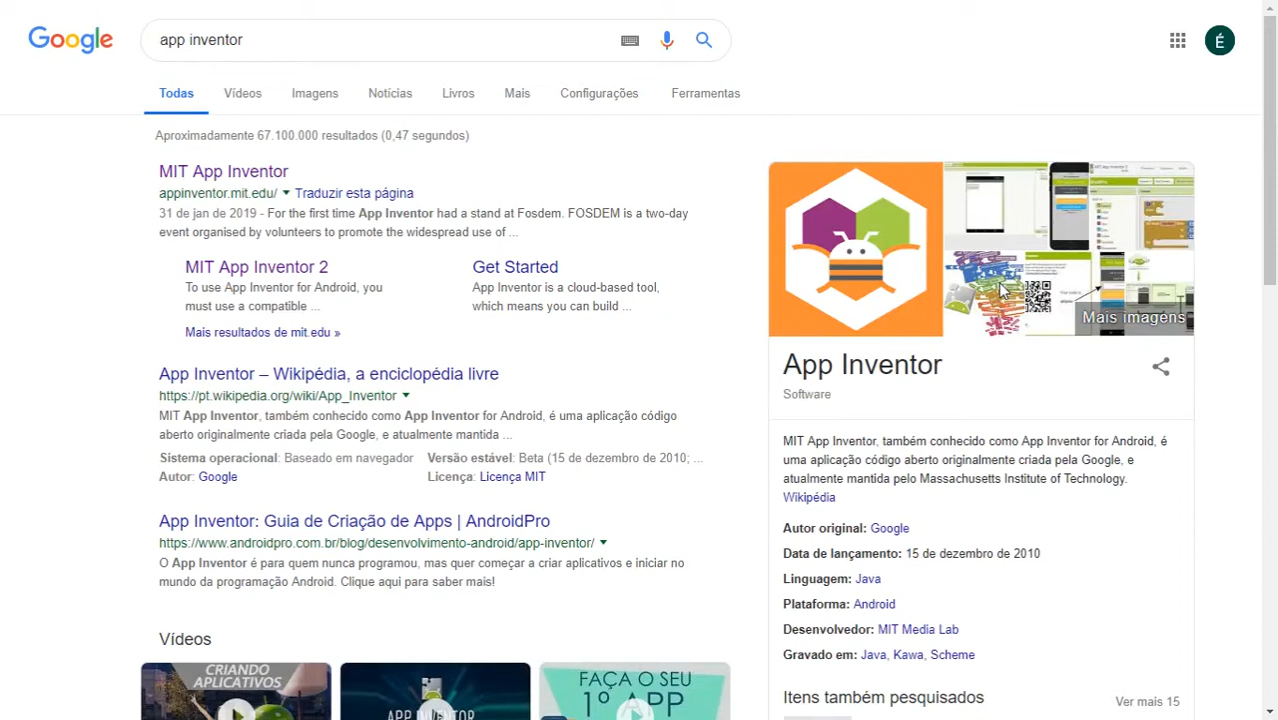 Google
app inventor
É
Todas Vídeos Imagens Notícias Livros Mais Configurações Ferramentas
Aproximadamente 67.100.000 resultados (0,47 segundos)
MIT App Inventor
appinventor.mit.edu/ Traduzir esta página
31 de jan de 2019 - For the first time App Inventor had a stand at Fosdem. FOSDEM is a two-day
event organised by volunteers to promote the widespread use of ...
MIT App Inventor 2
To use App Inventor for Android, you
must use a compatible ...
Get Started
App Inventor is a cloud-based tool,
which means you can build ...
Mais resultados de mit.edu »
App Inventor – Wikipédia, a enciclopédia livre
https://pt.wikipedia.org/wiki/App_Inventor
MIT App Inventor, também conhecido como App Inventor for Android, é uma aplicação código
aberto originalmente criada pela Google, e atualmente mantida ...
Sistema operacional: Baseado em navegador Versão estável: Beta (15 de dezembro de 2010; ...
Autor: Google Licença: Licença MIT
App Inventor: Guia de Criação de Apps | AndroidPro
https://www.androidpro.com.br/blog/desenvolvimento-android/app-inventor/
O App Inventor é para quem nunca programou, mas quer começar a criar aplicativos e iniciar no
mundo da programação Android. Clique aqui para saber mais!
Vídeos
CRIANDO
APLICATIVOS
APP INVENTOR
FAÇA O SEU
1º APP
Mais imagens
App Inventor
Software
MIT App Inventor, também conhecido como App Inventor for Android, é
uma aplicação código aberto originalmente criada pela Google, e
atualmente mantida pelo Massachusetts Institute of Technology.
Wikipédia
Autor original: Google
Data de lançamento: 15 de dezembro de 2010
Linguagem: Java
Plataforma: Android
Desenvolvedor: MIT Media Lab
Gravado em: Java, Kawa, Scheme
Itens também pesquisados Ver mais 15